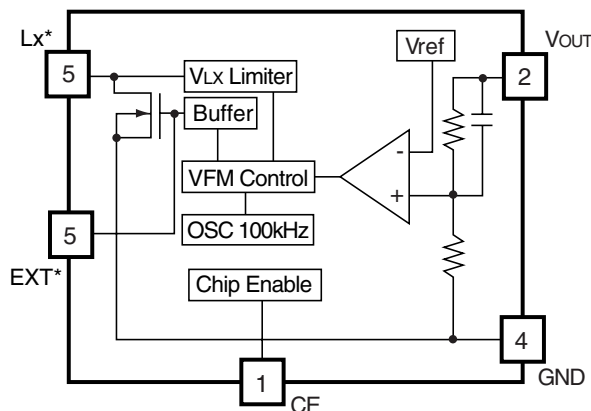 Lx*
5
VLX Limiter
Vref
VOUT
2
Buffer
-
VFM Control
+
OSC 100kHz
5
EXT*
Chip Enable
4
GND
1
CE